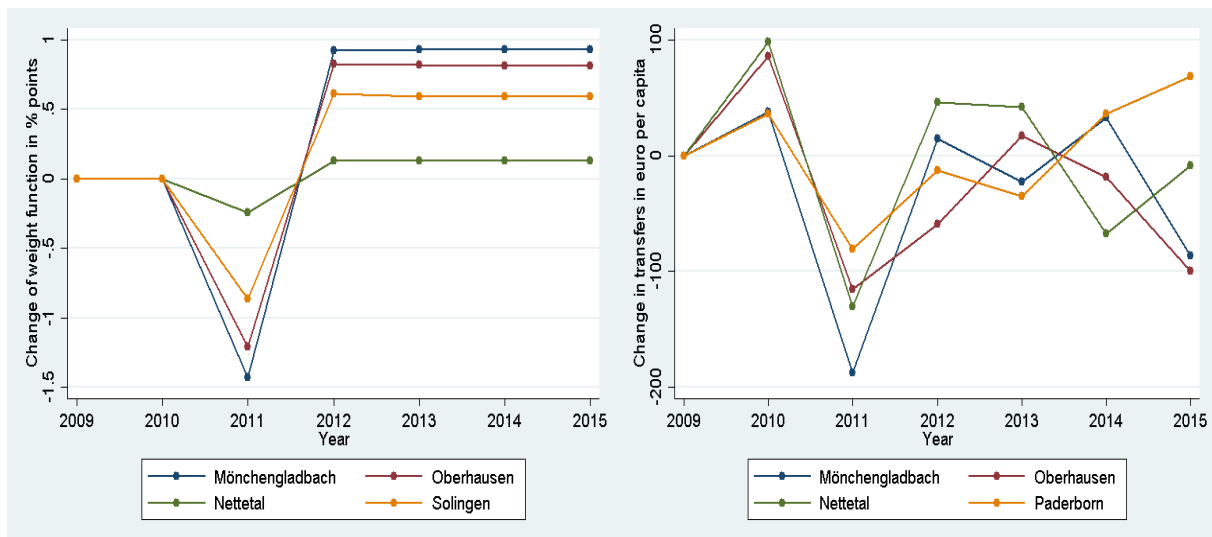 Change of weight function in % points
1
.5
0
-.5
-1
-1.5
2009 2010 2011 2012 2013 2014 2015
Year
Mönchengladbach Oberhausen
Nettetal Solingen
Change in transfers in euro per capita
100
0
-100
-200
2009 2010 2011 2012 2013 2014 2015
Year
Mönchengladbach Oberhausen
Nettetal Paderborn